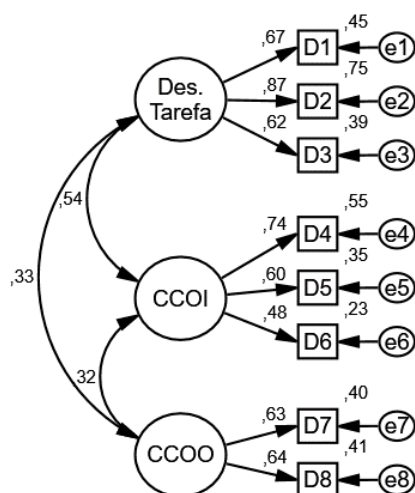 ,67
D1
,45
e1
Des.
Tarefa
,87
D2
,75
e2
,62
D3
,39
e3
,54
,33
,74
D4
,55
e4
CCOI
,60
D5
,35
e5
,48
D6
,23
e6
32
,63
D7
,40
e7
CCOO
,64
D8
,41
e8